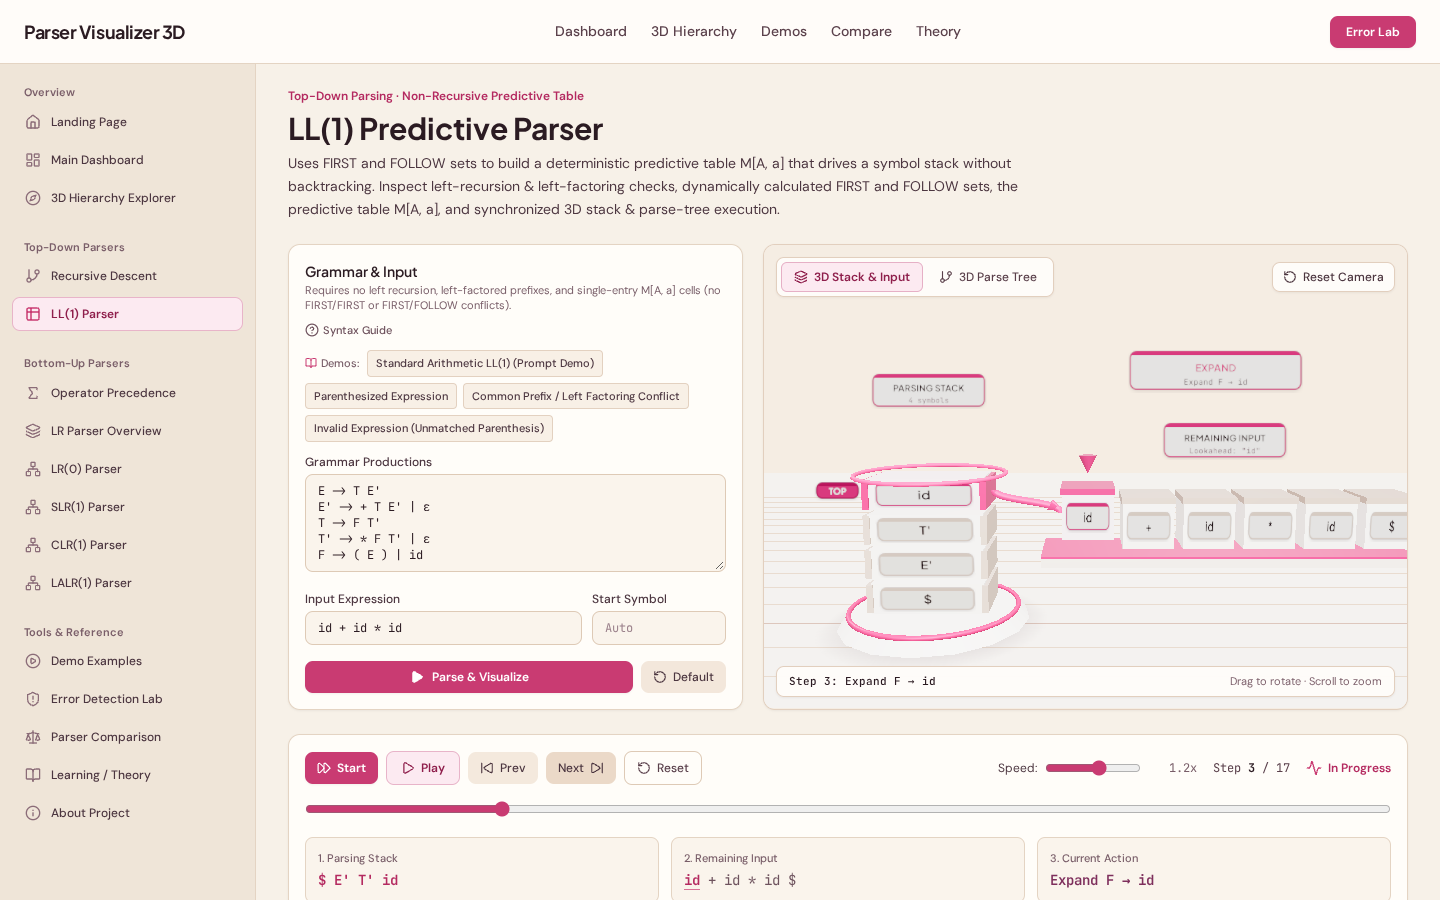 Parser Visualizer 3D
Dashboard 3D Hierarchy Demos Compare Theory
Error Lab
Overview
Landing Page
Main Dashboard
3D Hierarchy Explorer
Top-Down Parsers
Recursive Descent
LL(1) Parser
Bottom-Up Parsers
Operator Precedence
LR Parser Overview
LR(0) Parser
SLR(1) Parser
CLR(1) Parser
LALR(1) Parser
Tools & Reference
Demo Examples
Error Detection Lab
Parser Comparison
Learning / Theory
About Project
Top-Down Parsing · Non-Recursive Predictive Table
LL(1) Predictive Parser
Uses FIRST and FOLLOW sets to build a deterministic predictive table M[A, a] that drives a symbol stack without
backtracking. Inspect left-recursion & left-factoring checks, dynamically calculated FIRST and FOLLOW sets, the
predictive table M[A, a], and synchronized 3D stack & parse-tree execution.
Grammar & Input
Requires no left recursion, left-factored prefixes, and single-entry M[A, a] cells (no
FIRST/FIRST or FIRST/FOLLOW conflicts).
Syntax Guide
Demos: Standard Arithmetic LL(1) (Prompt Demo)
Parenthesized Expression Common Prefix / Left Factoring Conflict
Invalid Expression (Unmatched Parenthesis)
Grammar Productions
E → T E'
E' → + T E' | ε
T → F T'
T' → * F T' | ε
F → ( E ) | id
Input Expression Start Symbol
id + id * id Auto
Parse & Visualize Default
3D Stack & Input 3D Parse Tree Reset Camera
EXPAND
Expand F → id
PARSING STACK
4 symbols
REMAINING INPUT
Lookahead: "id"
TOP
id
T'
E'
$
id + id * id $
Step 3: Expand F → id Drag to rotate · Scroll to zoom
Start Play Prev Next Reset Speed: 1.2x Step 3 / 17 In Progress
1. Parsing Stack
$ E' T' id
2. Remaining Input
id + id * id $
3. Current Action
Expand F → id